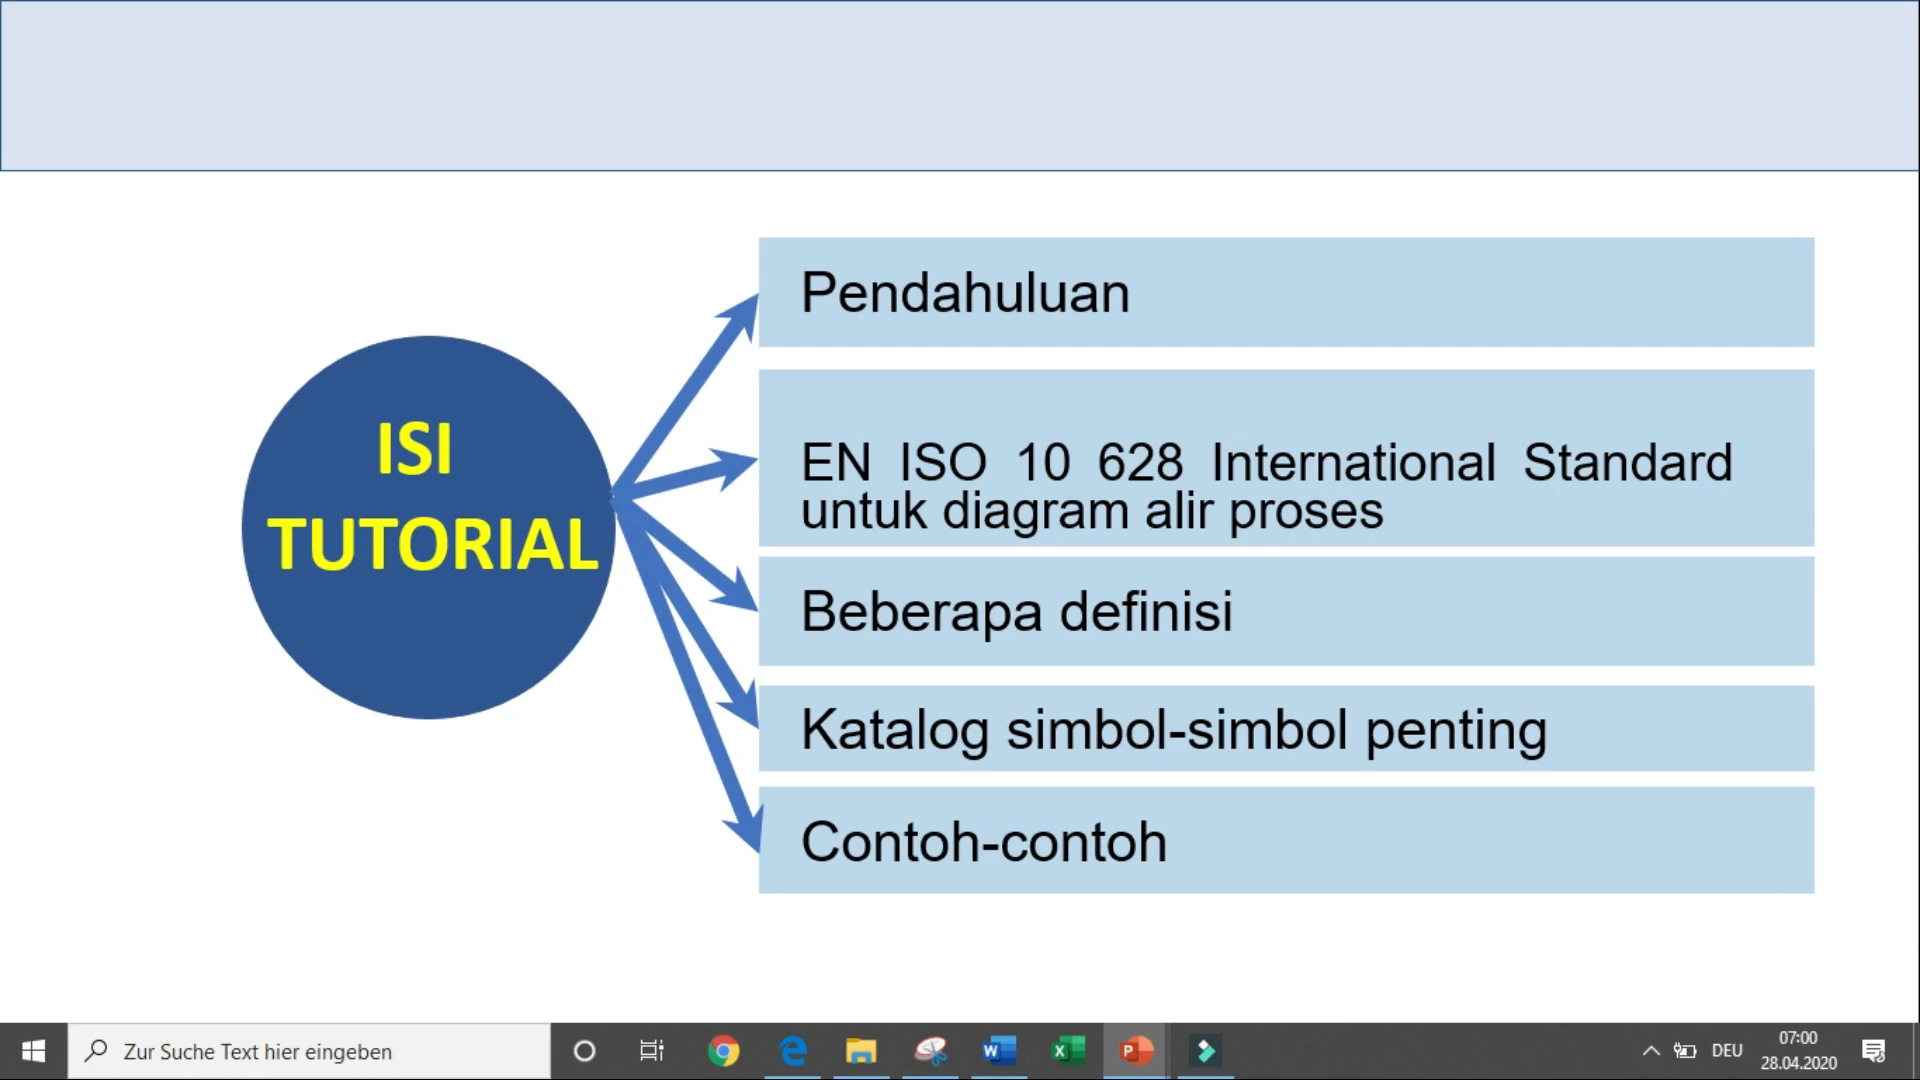 ISI
TUTORIAL
Pendahuluan
EN ISO 10 628 International Standard
untuk diagram alir proses
Beberapa definisi
Katalog simbol-simbol penting
Contoh-contoh
Zur Suche Text hier eingeben
DEU
07:00
28.04.2020